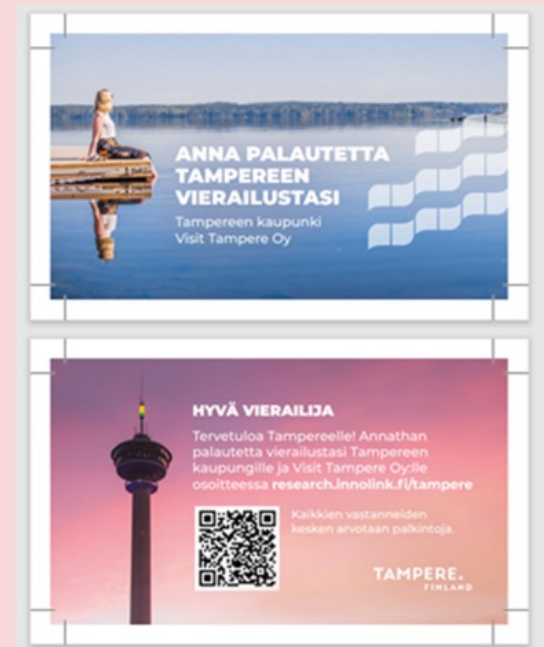 ANNA PALAUTETTA
TAMPEREEN
VIERAILUSTASI
Tampereen kaupunki
Visit Tampere Oy
HYVÄ VIERAILIJA
Tervetuloa Tampereelle! Annathan
palautetta vierailustasi Tampereen
kaupungille ja Visit Tampere Oy:lle
osoitteessa research.innolink.fi/tampere
Kaikkien vastanneiden
kesken arvotaan palkintoja.
TAMPERE.
FINLAND